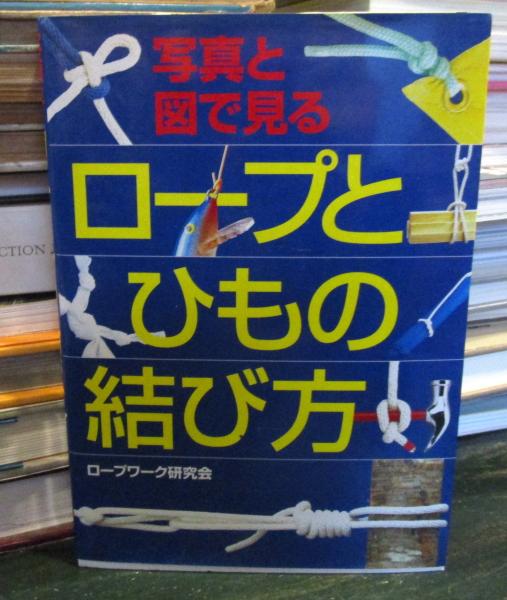 写真と
図で見る
ロープと
ひもの
結び方
ロープワーク研究会
CTION